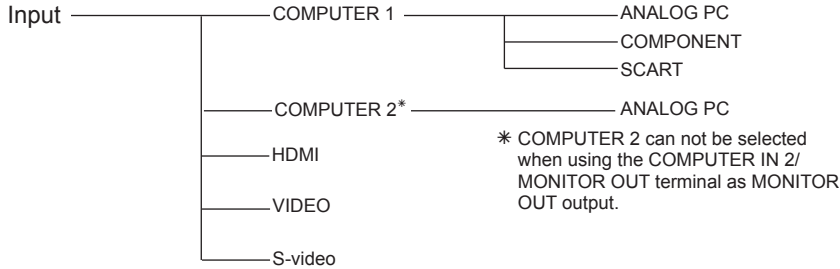 Input
COMPUTER 1
ANALOG PC
COMPONENT
SCART
COMPUTER 2*
ANALOG PC
* COMPUTER 2 can not be selected
when using the COMPUTER IN 2/
MONITOR OUT terminal as MONITOR
OUT output.
HDMI
VIDEO
S-video